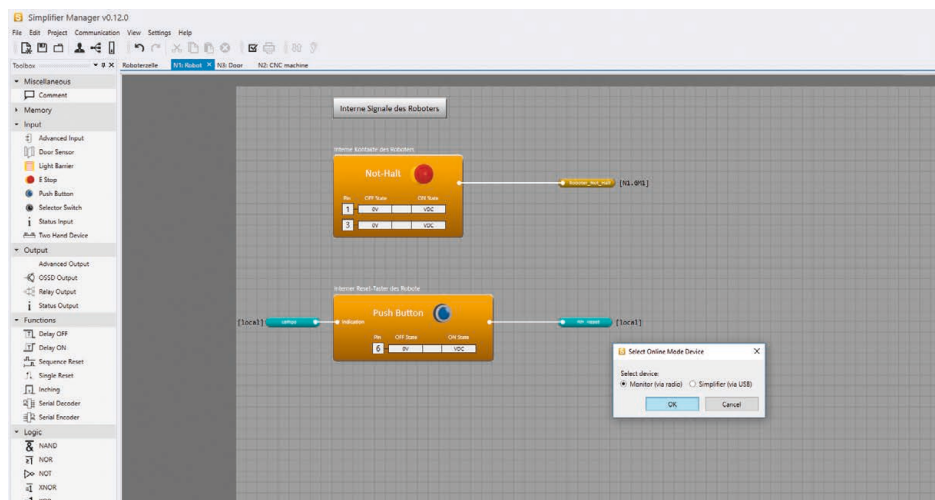 Simplifier Manager v0.12.0
File Edit Project Communication View Settings Help
Toolbox
Roboterzelle N1: Robot N3: Door N2: CNC machine
Miscellaneous
Comment
Memory
Input
Advanced Input
Door Sensor
Light Barrier
E Stop
Push Button
Selector Switch
Status Input
Two Hand Device
Output
Advanced Output
OSSD Output
Relay Output
Status Output
Functions
Delay OFF
Delay ON
Sequence Reset
Single Reset
Inching
Serial Decoder
Serial Encoder
Logic
NAND
NOR
NOT
XNOR
Interne Signale des Roboters
Interne Kontakte des Roboters
Not-Halt
Pin OFF State ON State
1 0V VDC
3 0V VDC
[N1.0M1]
Interner Reset-Taster des Robote
Push Button
[local] Indication [local]
Pin OFF State ON State
6 0V VDC
Select Online Mode Device
Select device:
Monitor (via radio) Simplifier (via USB)
OK Cancel